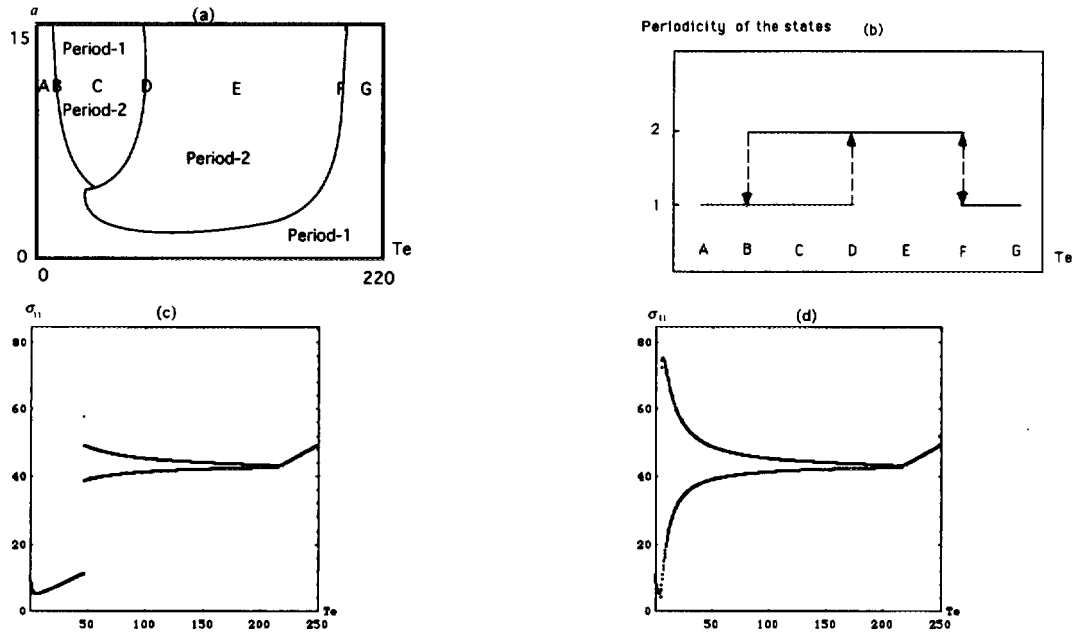 a
(a)
15
Period-1
A B C D E F G
Period-2
Period-2
Period-1
Te
0
0
220
Periodicity of the states (b)
2
1
A B C D E F G
Te
σ11
(c)
80
60
40
20
0
50 100 150 200 250
Te
σ11
(d)
80
60
40
20
0
50 100 150 200 250
Te